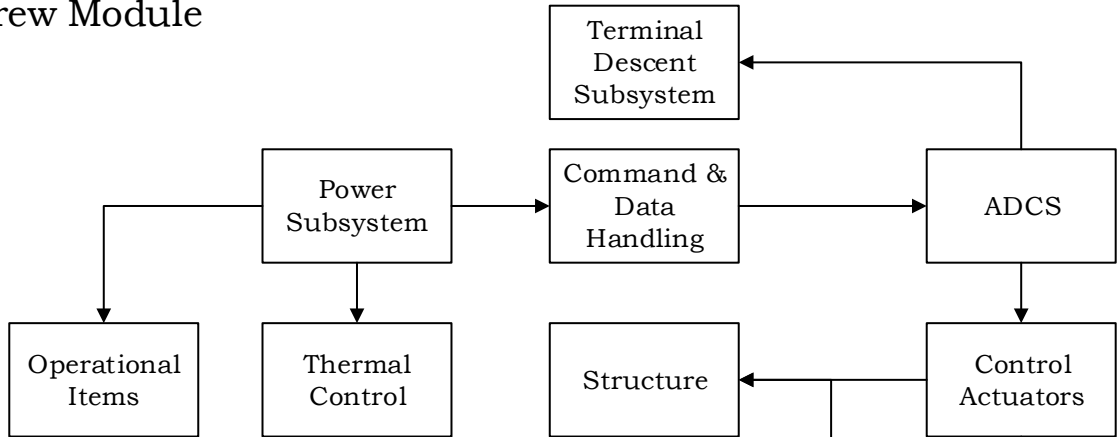 rew Module
Terminal
Descent
Subsystem
Power
Subsystem
Command &
Data
Handling
ADCS
Operational
Items
Thermal
Control
Structure
Control
Actuators